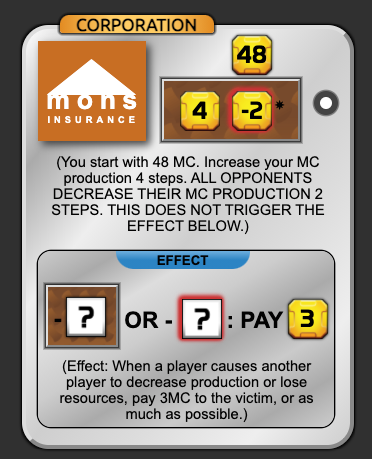 CORPORATION
48
mons
INSURANCE
4 -2*
(You start with 48 MC. Increase your MC
production 4 steps. ALL OPPONENTS
DECREASE THEIR MC PRODUCTION 2
STEPS. THIS DOES NOT TRIGGER THE
EFFECT BELOW.)
EFFECT
- ? OR - ? : PAY 3
(Effect: When a player causes another
player to decrease production or lose
resources, pay 3MC to the victim, or as
much as possible.)